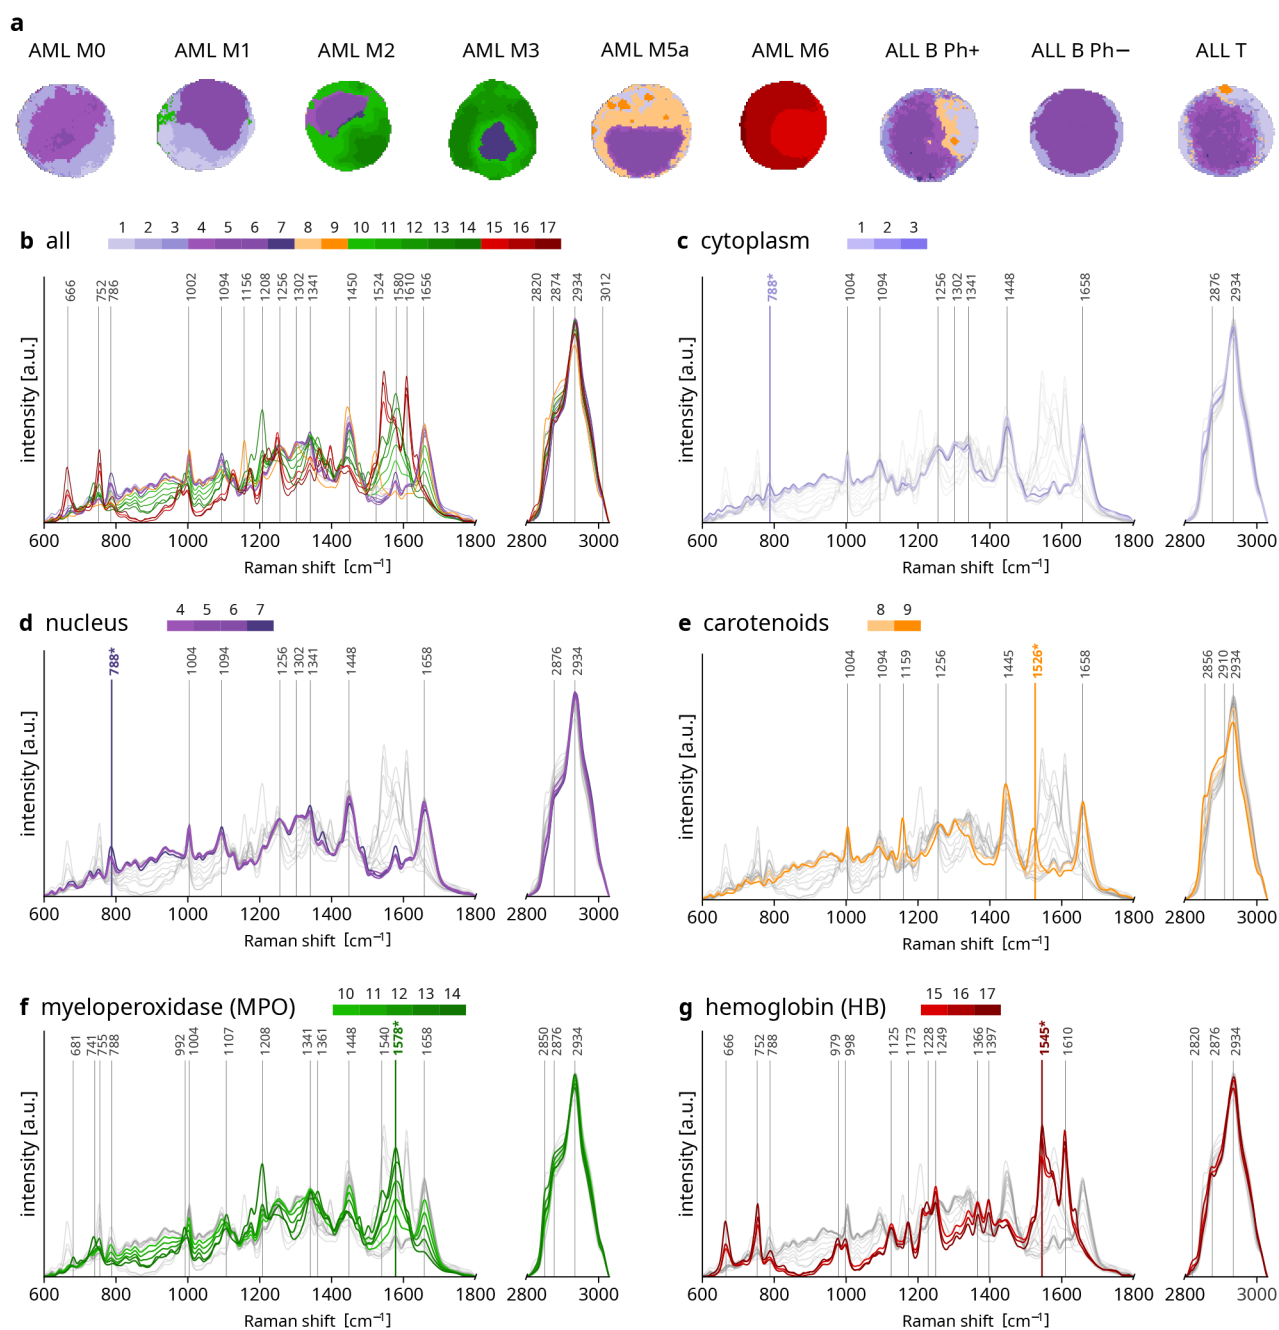 a
AML M0 AML M1 AML M2 AML M3 AML M5a AML M6 ALL B Ph+ ALL B Ph− ALL T
b all 1 2 3 4 5 6 7 8 9 10 11 12 13 14 15 16 17
666 752 786 1002 1094 1156 1208 1256 1302 1341 1450 1524 1580 1610 1656 2820 2874 2934 3012
intensity [a.u.]
600 800 1000 1200 1400 1600 1800 2800 3000
Raman shift [cm⁻¹]
c cytoplasm 1 2 3
788* 1004 1094 1256 1302 1341 1448 1658 2876 2934
intensity [a.u.]
600 800 1000 1200 1400 1600 1800 2800 3000
Raman shift [cm⁻¹]
d nucleus 4 5 6 7
788* 1004 1094 1256 1302 1341 1448 1658 2876 2934
intensity [a.u.]
600 800 1000 1200 1400 1600 1800 2800 3000
Raman shift [cm⁻¹]
e carotenoids 8 9
1004 1094 1159 1256 1445 1526* 1658 2856 2910 2934
intensity [a.u.]
600 800 1000 1200 1400 1600 1800 2800 3000
Raman shift [cm⁻¹]
f myeloperoxidase (MPO) 10 11 12 13 14
681 741 755 788 992 1004 1107 1208 1341 1361 1448 1540 1578* 1658 2850 2876 2934
intensity [a.u.]
600 800 1000 1200 1400 1600 1800 2800 3000
Raman shift [cm⁻¹]
g hemoglobin (HB) 15 16 17
666 752 788 979 998 1125 1173 1228 1249 1366 1397 1545* 1610 2820 2876 2934
intensity [a.u.]
600 800 1000 1200 1400 1600 1800 2800 3000
Raman shift [cm⁻¹]